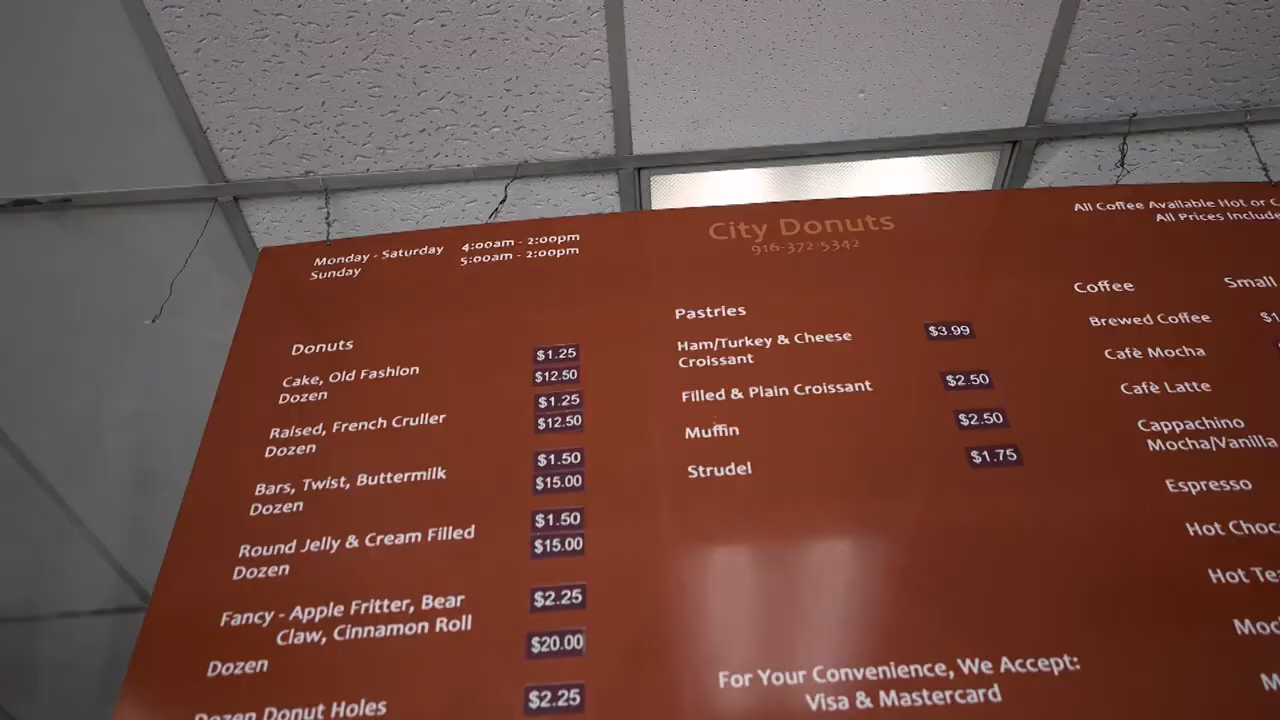 Monday - Saturday 4:00am - 2:00pm
Sunday 5:00am - 2:00pm
City Donuts
916-372-5342
All Coffee Available Hot or
All Prices Include
Donuts
Cake, Old Fashion $1.25
Dozen $12.50
Raised, French Cruller $1.25
Dozen $12.50
Bars, Twist, Buttermilk $1.50
Dozen $15.00
Round Jelly & Cream Filled $1.50
Dozen $15.00
Fancy - Apple Fritter, Bear $2.25
Claw, Cinnamon Roll
Dozen $20.00
Dozen Donut Holes $2.25
Pastries
Ham/Turkey & Cheese $3.99
Croissant
Filled & Plain Croissant $2.50
Muffin $2.50
Strudel $1.75
For Your Convenience, We Accept:
Visa & Mastercard
Coffee Small
Brewed Coffee
Cafè Mocha
Cafè Latte
Cappachino
Mocha/Vanilla
Espresso
Hot
Hot